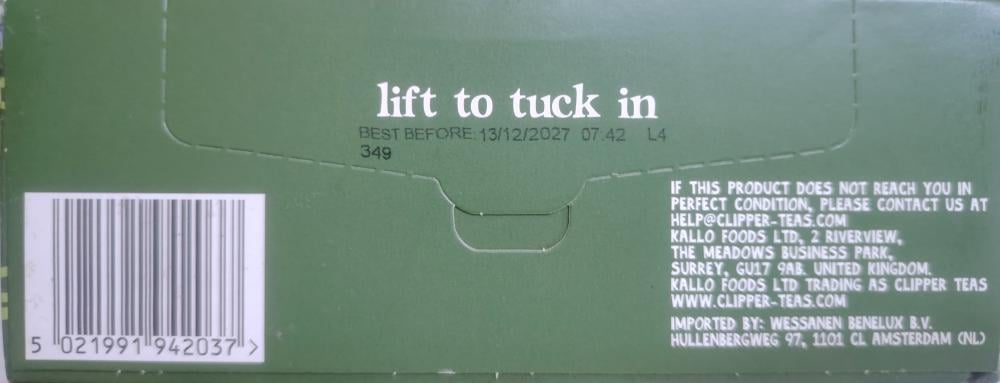 lift to tuck in
BEST BEFORE: 13/12/2027 07:42 L4
349
IF THIS PRODUCT DOES NOT REACH YOU IN
PERFECT CONDITION, PLEASE CONTACT US AT
HELP@CLIPPER-TEAS.COM
KALLO FOODS LTD, 2 RIVERVIEW,
THE MEADOWS BUSINESS PARK,
SURREY, GU17 9AB. UNITED KINGDOM.
KALLO FOODS LTD TRADING AS CLIPPER TEAS
WWW.CLIPPER-TEAS.COM
IMPORTED BY: WESSANEN BENELUX B.V.
HULLENBERGWEG 97, 1101 CL AMSTERDAM (NL)
5 021991 942037 >